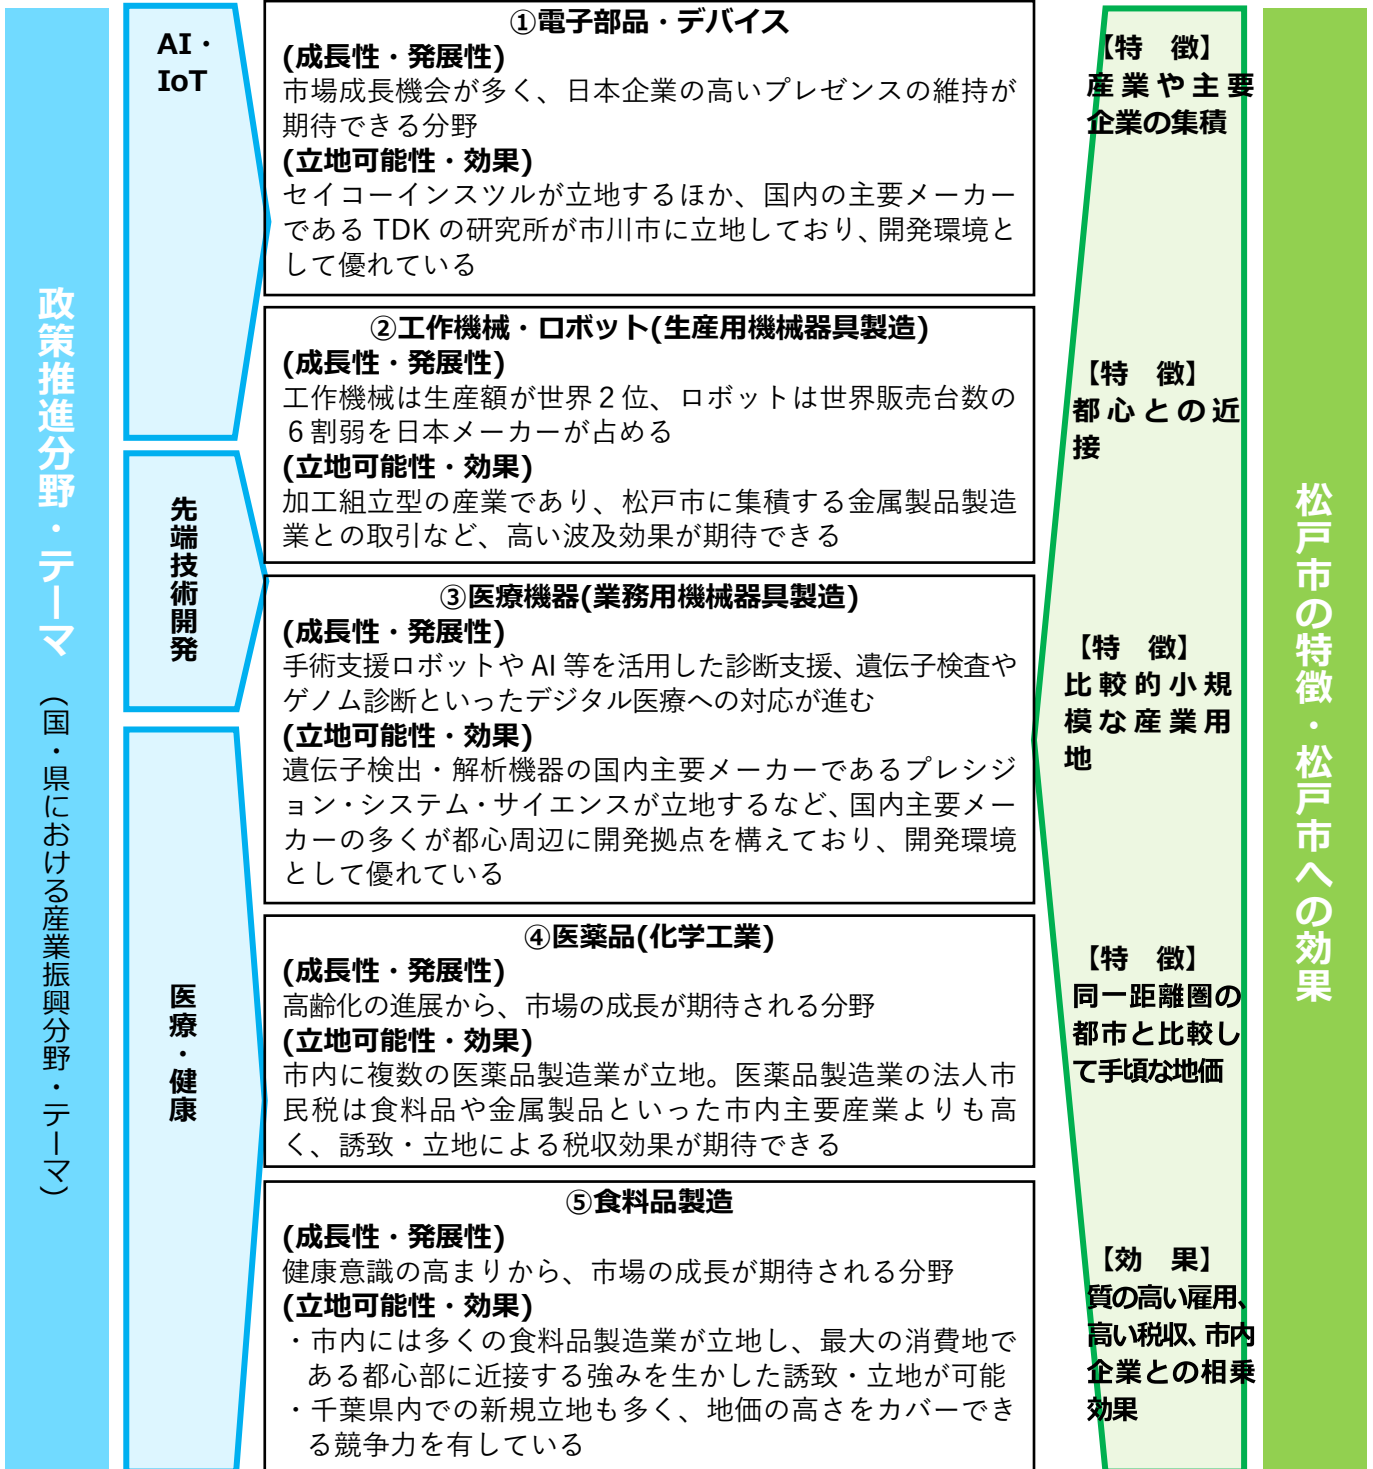 政策推進分野・テーマ（国・県における産業振興分野・テーマ）
AI・
IoT
先端技術開発
医療・健康
①電子部品・デバイス
(成長性・発展性)
市場成長機会が多く、日本企業の高いプレゼンスの維持が
期待できる分野
(立地可能性・効果)
セイコーインスツルが立地するほか、国内の主要メーカー
である TDK の研究所が市川市に立地しており、開発環境と
して優れている
②工作機械・ロボット(生産用機械器具製造)
(成長性・発展性)
工作機械は生産額が世界２位、ロボットは世界販売台数の
６割弱を日本メーカーが占める
(立地可能性・効果)
加工組立型の産業であり、松戸市に集積する金属製品製造
業との取引など、高い波及効果が期待できる
③医療機器(業務用機械器具製造)
(成長性・発展性)
手術支援ロボットや AI 等を活用した診断支援、遺伝子検査や
ゲノム診断といったデジタル医療への対応が進む
(立地可能性・効果)
遺伝子検出・解析機器の国内主要メーカーであるプレシジ
ョン・システム・サイエンスが立地するなど、国内主要メー
カーの多くが都心周辺に開発拠点を構えており、開発環境
として優れている
④医薬品(化学工業)
(成長性・発展性)
高齢化の進展から、市場の成長が期待される分野
(立地可能性・効果)
市内に複数の医薬品製造業が立地。医薬品製造業の法人市
民税は食料品や金属製品といった市内主要産業よりも高
く、誘致・立地による税収効果が期待できる
⑤食料品製造
(成長性・発展性)
健康意識の高まりから、市場の成長が期待される分野
(立地可能性・効果)
・市内には多くの食料品製造業が立地し、最大の消費地で
ある都心部に近接する強みを生かした誘致・立地が可能
・千葉県内での新規立地も多く、地価の高さをカバーでき
る競争力を有している
【特　徴】
産業や主要
企業の集積
【特　徴】
都心との近
接
【特　徴】
比較的小規
模な産業用
地
【特　徴】
同一距離圏の
都市と比較し
て手頃な地価
【効　果】
質の高い雇用、
高い税収、市内
企業との相乗
効果
松戸市の特徴・松戸市への効果